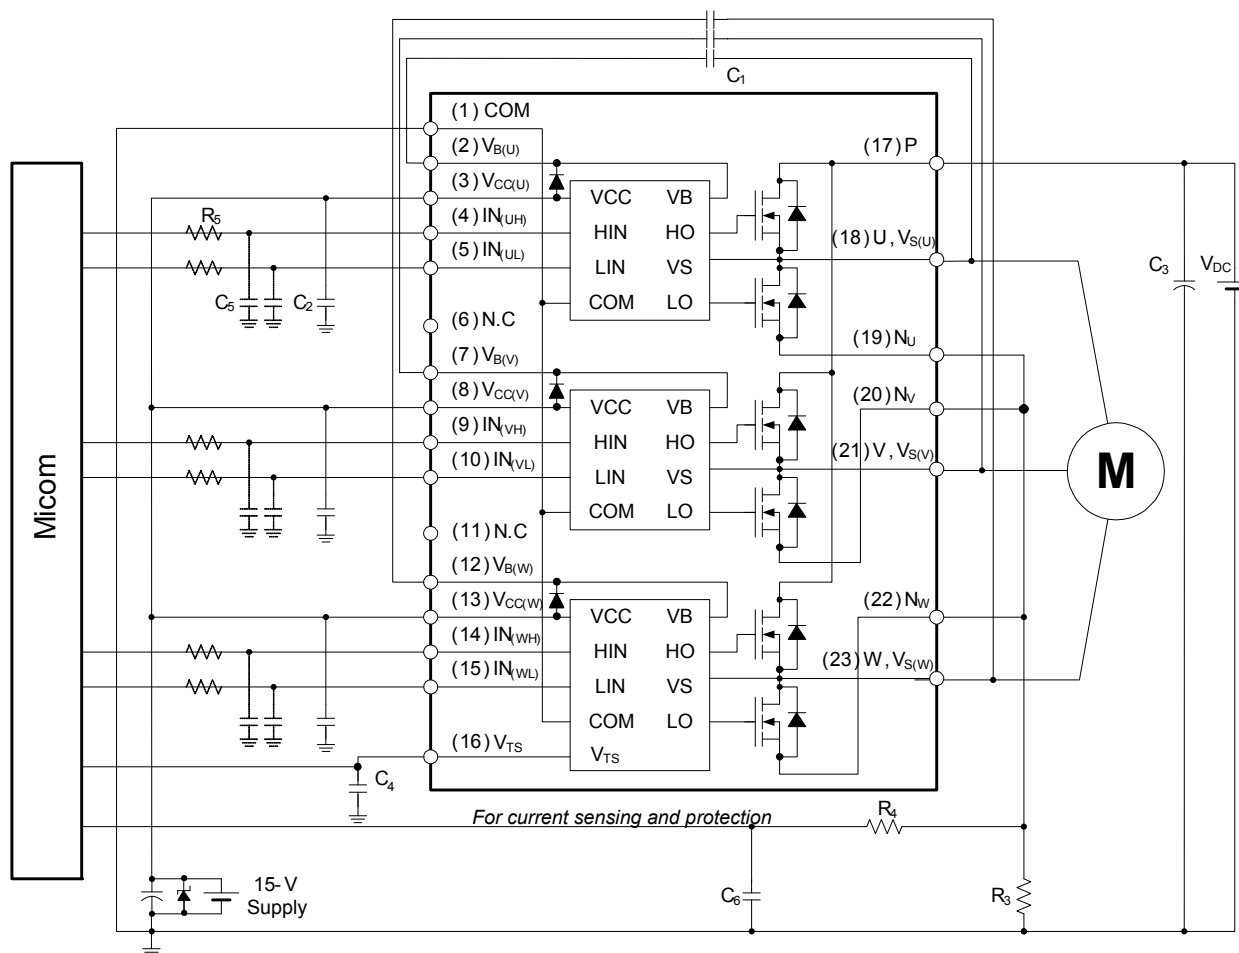 C1
(1) COM
(2) VB(U)
(3) VCC(U)
(4) IN(UH)
(5) IN(UL)
(6) N.C
(7) VB(V)
(8) VCC(V)
(9) IN(VH)
(10) IN(VL)
(11) N.C
(12) VB(W)
(13) VCC(W)
(14) IN(WH)
(15) IN(WL)
(16) VTS
VCC VB
HIN HO
LIN VS
COM LO
VCC VB
HIN HO
LIN VS
COM LO
VCC VB
HIN HO
LIN VS
COM LO
VTS
(17) P
(18) U, VS(U)
(19) NU
(20) NV
(21) V, VS(V)
(22) NW
(23) W, VS(W)
Micom
R5
C5
C2
C4
C3
VDC
M
For current sensing and protection
R4
C6
R3
15-V
Supply